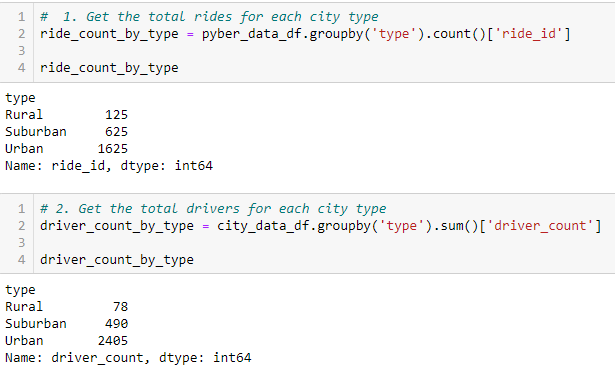 1 #  1. Get the total rides for each city type
2 ride_count_by_type = pyber_data_df.groupby('type').count()['ride_id']
3
4 ride_count_by_type
type
Rural        125
Suburban     625
Urban       1625
Name: ride_id, dtype: int64
1 # 2. Get the total drivers for each city type
2 driver_count_by_type = city_data_df.groupby('type').sum()['driver_count']
3
4 driver_count_by_type
type
Rural         78
Suburban     490
Urban       2405
Name: driver_count, dtype: int64